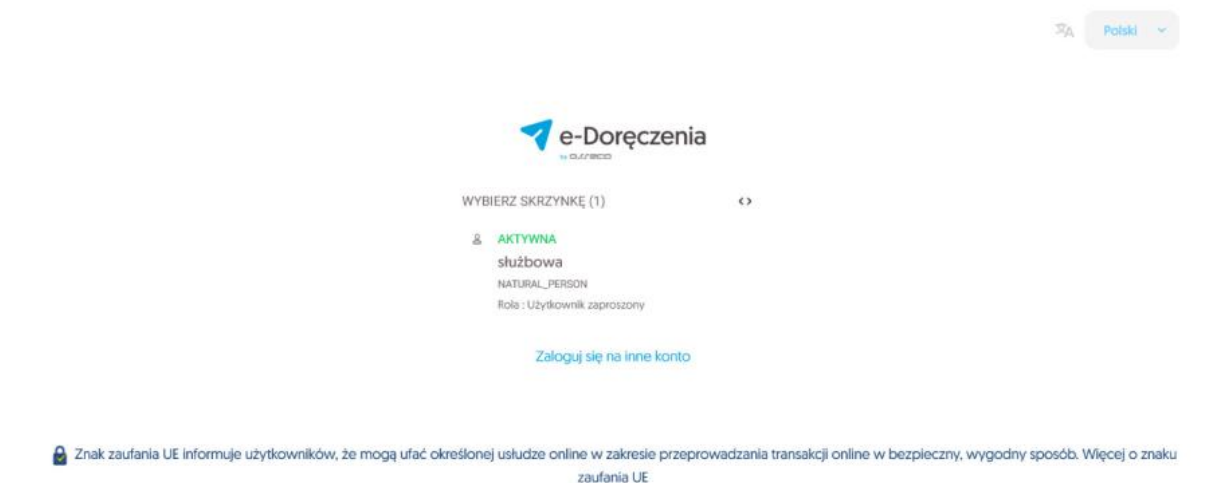 Polski
e-Doręczenia
by asseco
WYBIERZ SKRZYNKĘ (1)
AKTYWNA
służbowa
NATURAL_PERSON
Rola : Użytkownik zaproszony
Zaloguj się na inne konto
Znak zaufania UE informuje użytkowników, że mogą ufać określonej usłudze online w zakresie przeprowadzania transakcji online w bezpieczny, wygodny sposób. Więcej o znaku
zaufania UE